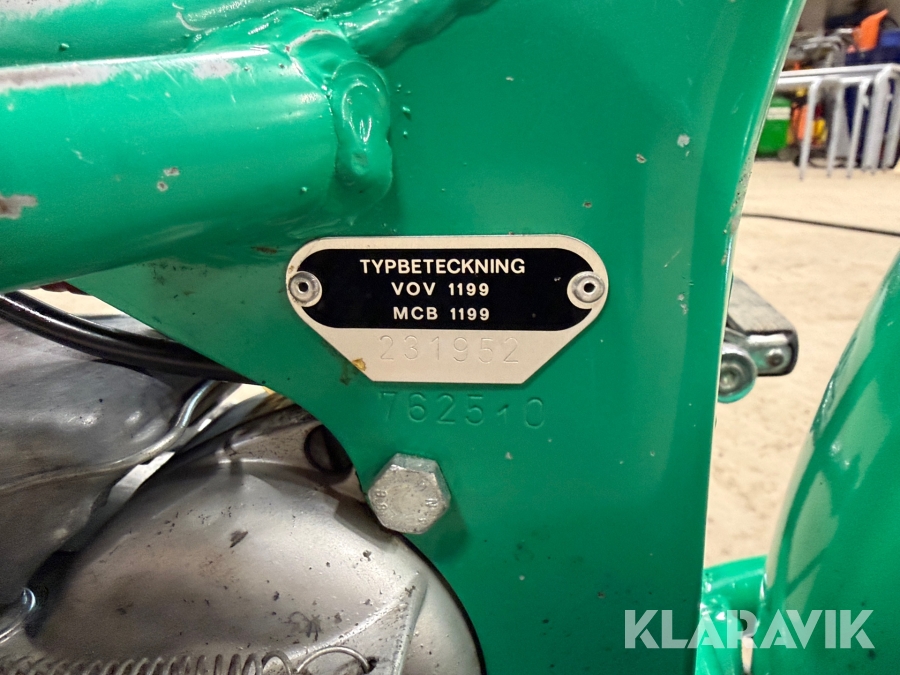 TYPBETECKNING
VOV 1199
MCB 1199
231952
762510
KLARAVIK